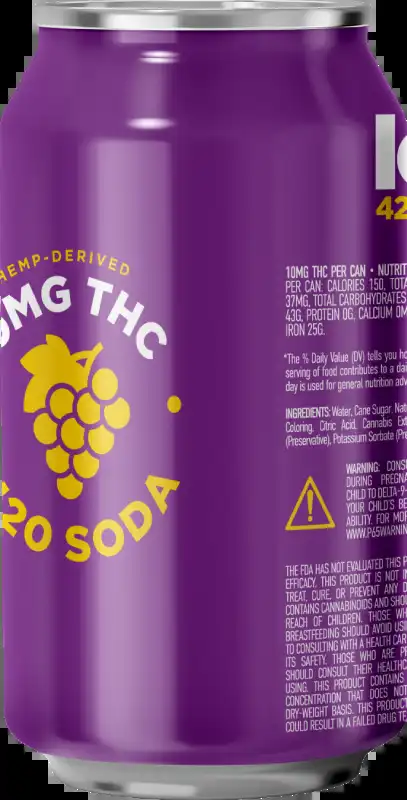 HEMP-DERIVED
MG THC
20 SODA
42
10MG THC PER CAN • NUTRIT
PER CAN: CALORIES 150, TOTA
37MG, TOTAL CARBOHYDRATES
43G, PROTEIN 0G, CALCIUM 0M
IRON 25G.
*The % Daily Value (DV) tells you ho
serving of food contributes to a dai
day is used for general nutrition adv
INGREDIENTS: Water, Cane Sugar, Nat
Coloring, Citric Acid, Cannabis Ext
(Preservative), Potassium Sorbate (Pre
WARNING: CONS
DURING PREGNA
CHILD TO DELTA-9-
YOUR CHILD'S BE
ABILITY. FOR MOR
WWW.P65WARNIN
THE FDA HAS NOT EVALUATED THIS P
EFFICACY. THIS PRODUCT IS NOT IN
TREAT, CURE, OR PREVENT ANY D
CONTAINS CANNABINOIDS AND SHOU
REACH OF CHILDREN. THOSE WH
BREASTFEEDING SHOULD AVOID USIN
TO CONSULTING WITH A HEALTH CAR
ITS SAFETY. THOSE WHO ARE PR
SHOULD CONSULT THEIR HEALTHC
USING. THIS PRODUCT CONTAINS
CONCENTRATION THAT DOES NOT
DRY-WEIGHT BASIS. THIS PRODUCT
COULD RESULT IN A FAILED DRUG TE